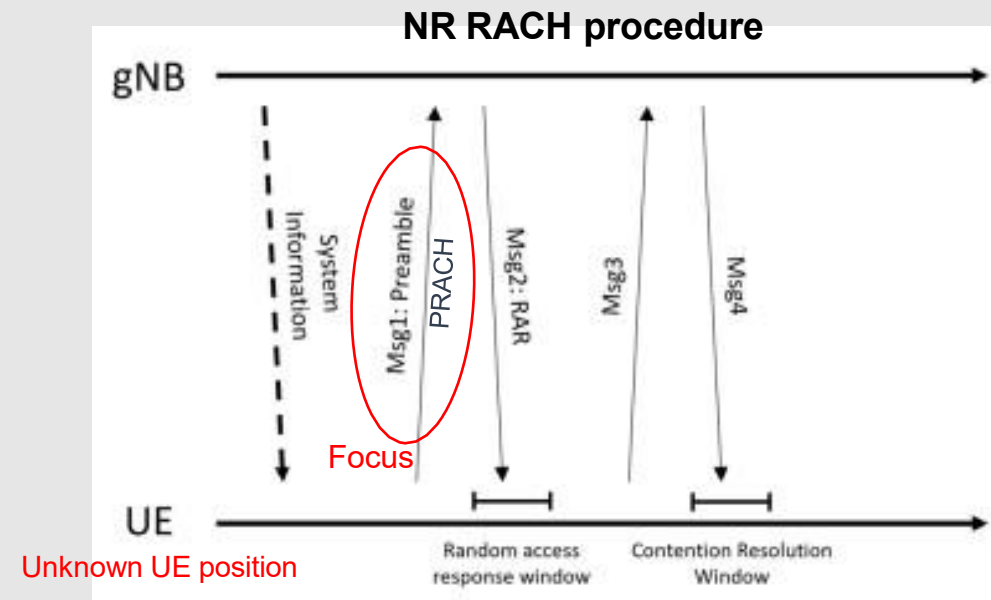 NR RACH procedure
gNB
System
Information
Msg1: Preamble
PRACH
Msg2: RAR
Msg3
Msg4
Focus
UE
Unknown UE position
Random access
response window
Contention Resolution
Window